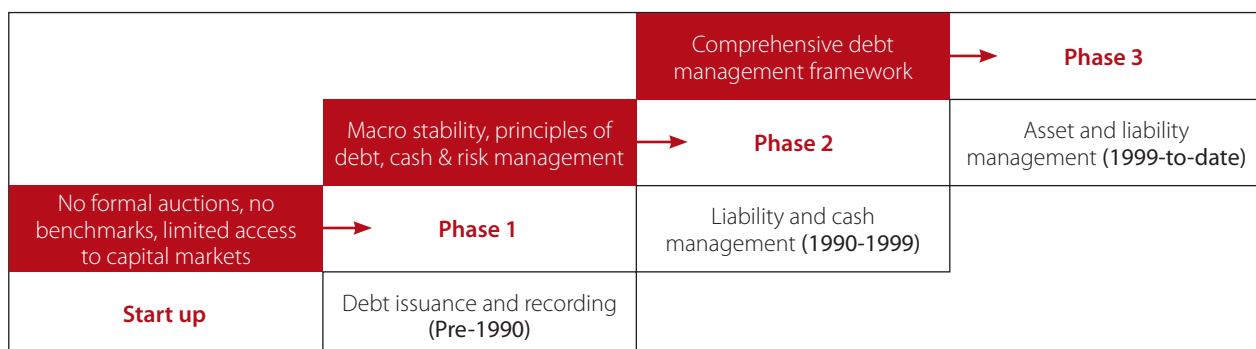 Comprehensive debt
management framework
Phase 3
Macro stability, principles of
debt, cash & risk management
Phase 2
Asset and liability
management (1999-to-date)
No formal auctions, no
benchmarks, limited access
to capital markets
Phase 1
Liability and cash
management (1990-1999)
Start up
Debt issuance and recording
(Pre-1990)